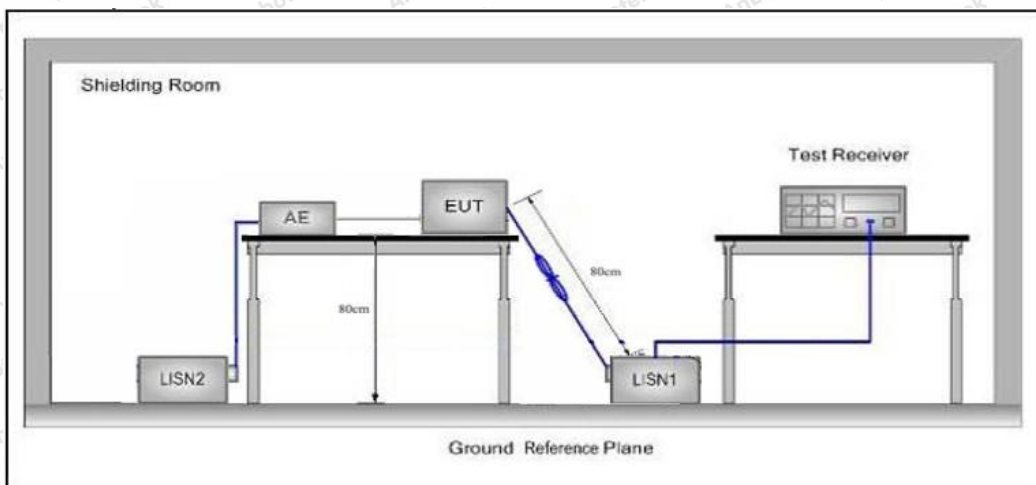 Shielding Room
Test Receiver
AE
EUT
80cm
80cm
LISN2
LISN1
Ground Reference Plane